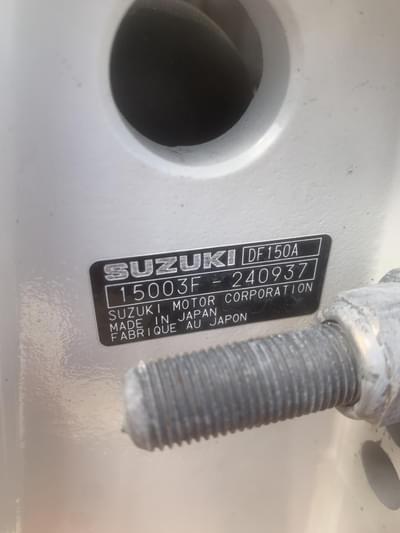 SUZUKI DF150A
15003F - 240937
SUZUKI MOTOR CORPORATION
MADE IN JAPAN
FABRIQUE AU JAPON